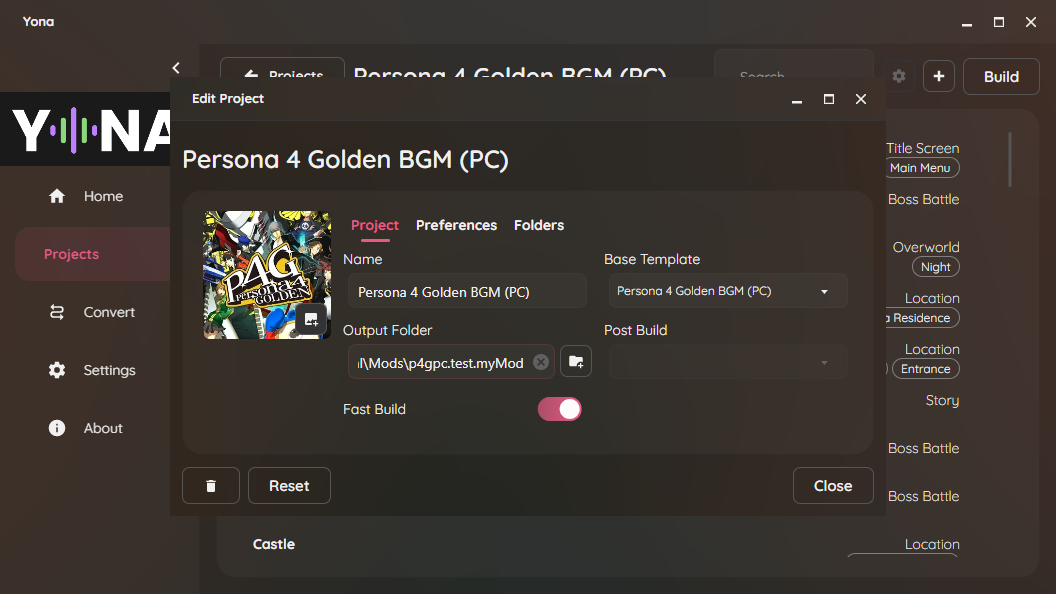 Yona
Projects
Persona 4 Golden BGM (PC)
Search
Build
YONA
Home
Projects
Convert
Settings
About
Edit Project
Persona 4 Golden BGM (PC)
P4G
Persona 4
GOLDEN
Project Preferences Folders
Name
Persona 4 Golden BGM (PC)
Base Template
Persona 4 Golden BGM (PC)
Output Folder
l\Mods\p4gpc.test.myMod
Post Build
Fast Build
Reset
Close
Title Screen
Main Menu
Boss Battle
Overworld
Night
Location
a Residence
Location
Entrance
Story
Boss Battle
Boss Battle
Castle
Location